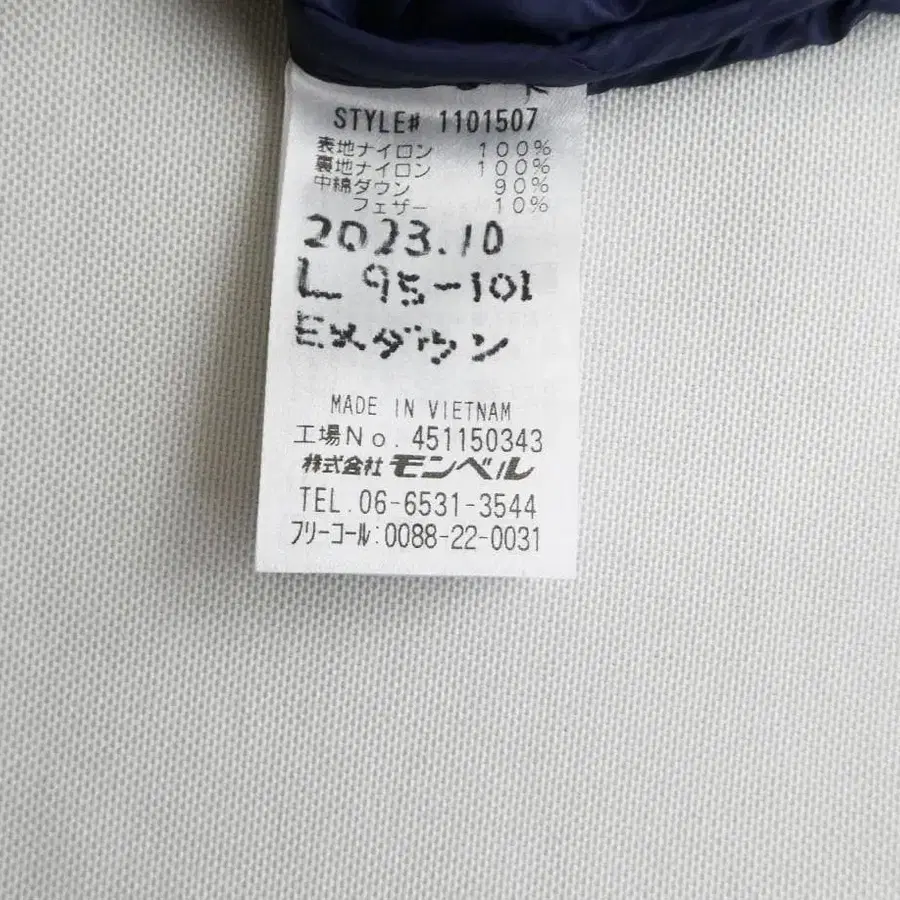 STYLE# 1101507
表地ナイロン 100%
裏地ナイロン 100%
中綿ダウン 90%
フェザー 10%
2023.10
L 95-101
EXダウン
MADE IN VIETNAM
工場No. 451150343
株式会社 モンベル
TEL.06-6531-3544
フリーコール:0088-22-0031